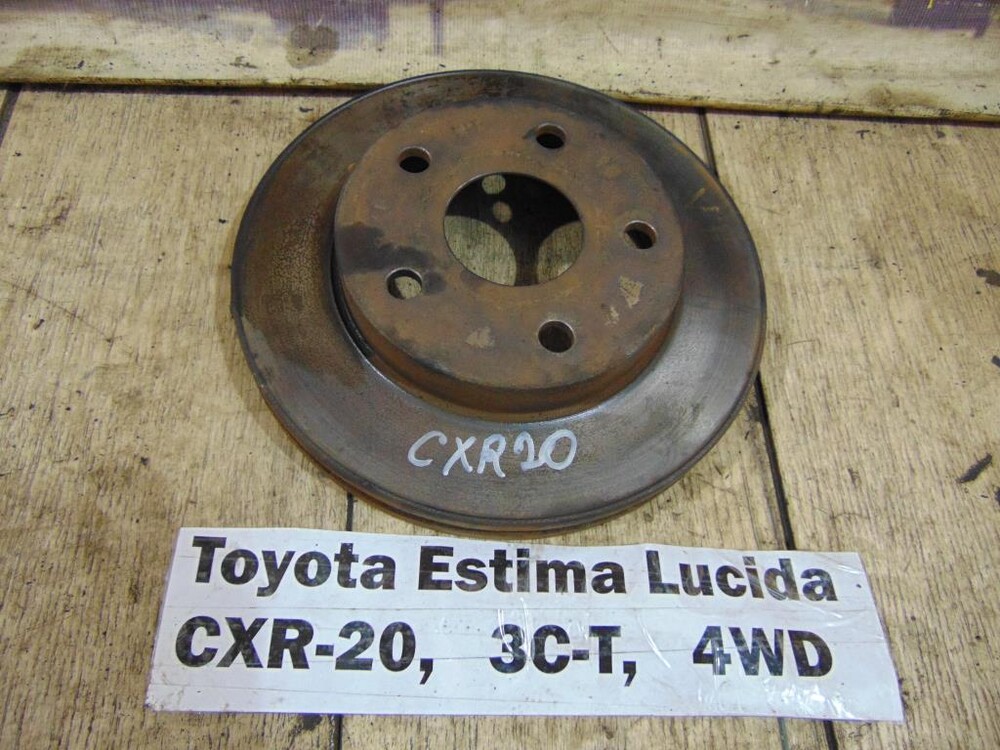 CXR20
Toyota Estima Lucida
CXR-20, 3C-T, 4WD